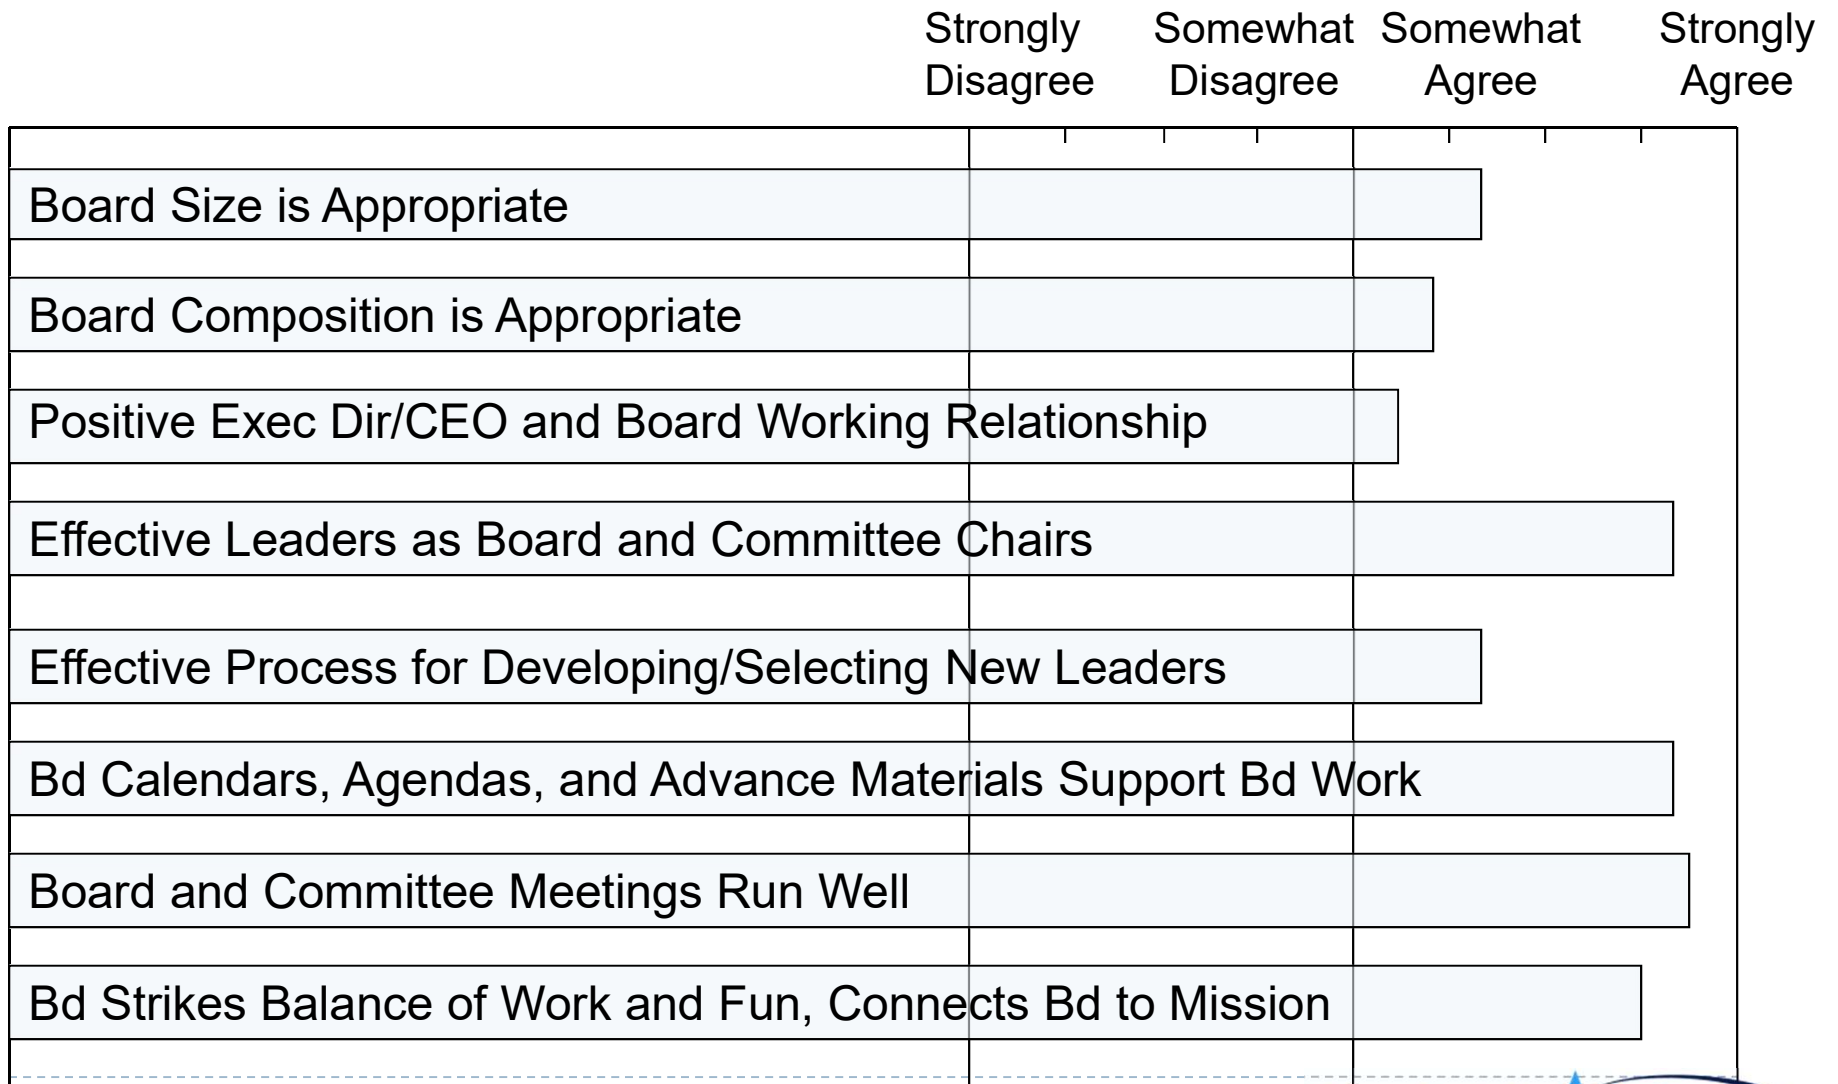 Strongly Somewhat Somewhat Strongly
Disagree Disagree Agree Agree
Board Size is Appropriate
Board Composition is Appropriate
Positive Exec Dir/CEO and Board Working Relationship
Effective Leaders as Board and Committee Chairs
Effective Process for Developing/Selecting New Leaders
Bd Calendars, Agendas, and Advance Materials Support Bd Work
Board and Committee Meetings Run Well
Bd Strikes Balance of Work and Fun, Connects Bd to Mission